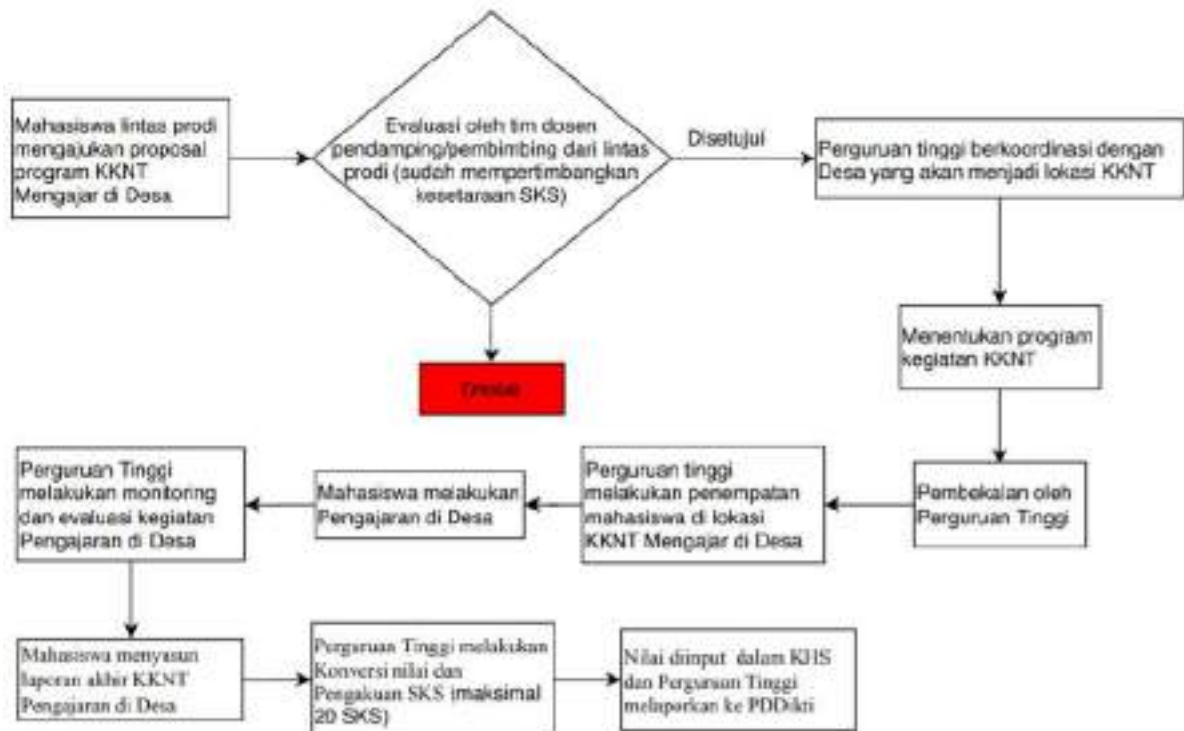 Mahasiswa lintas prodi
mengajukan proposal
program KKNT
Mengajar di Desa
Evaluasi oleh tim dosen
pendamping/pembimbing dari lintas
prodi (sudah mempertimbangkan
kesetaraan SKS)
Disetujui
Perguruan tinggi berkoordinasi dengan
Desa yang akan menjadi lokasi KKNT
Menentukan program
kegiatan KKNT
Pembekalan oleh
Perguruan Tinggi
Perguruan tinggi
melakukan penempatan
mahasiswa di lokasi
KKNT Mengajar di Desa
Mahasiswa melakukan
Pengajaran di Desa
Perguruan Tinggi
melakukan monitoring
dan evaluasi kegiatan
Pengajaran di Desa
Mahasiswa menyusun
laporan akhir KKNT
Pengajaran di Desa
Perguruan Tinggi melakukan
Konversi nilai dan
Pengakuan SKS (maksimal
20 SKS)
Nilai diinput dalam KHS
dan Perguruan Tinggi
melaporkan ke PDDikti